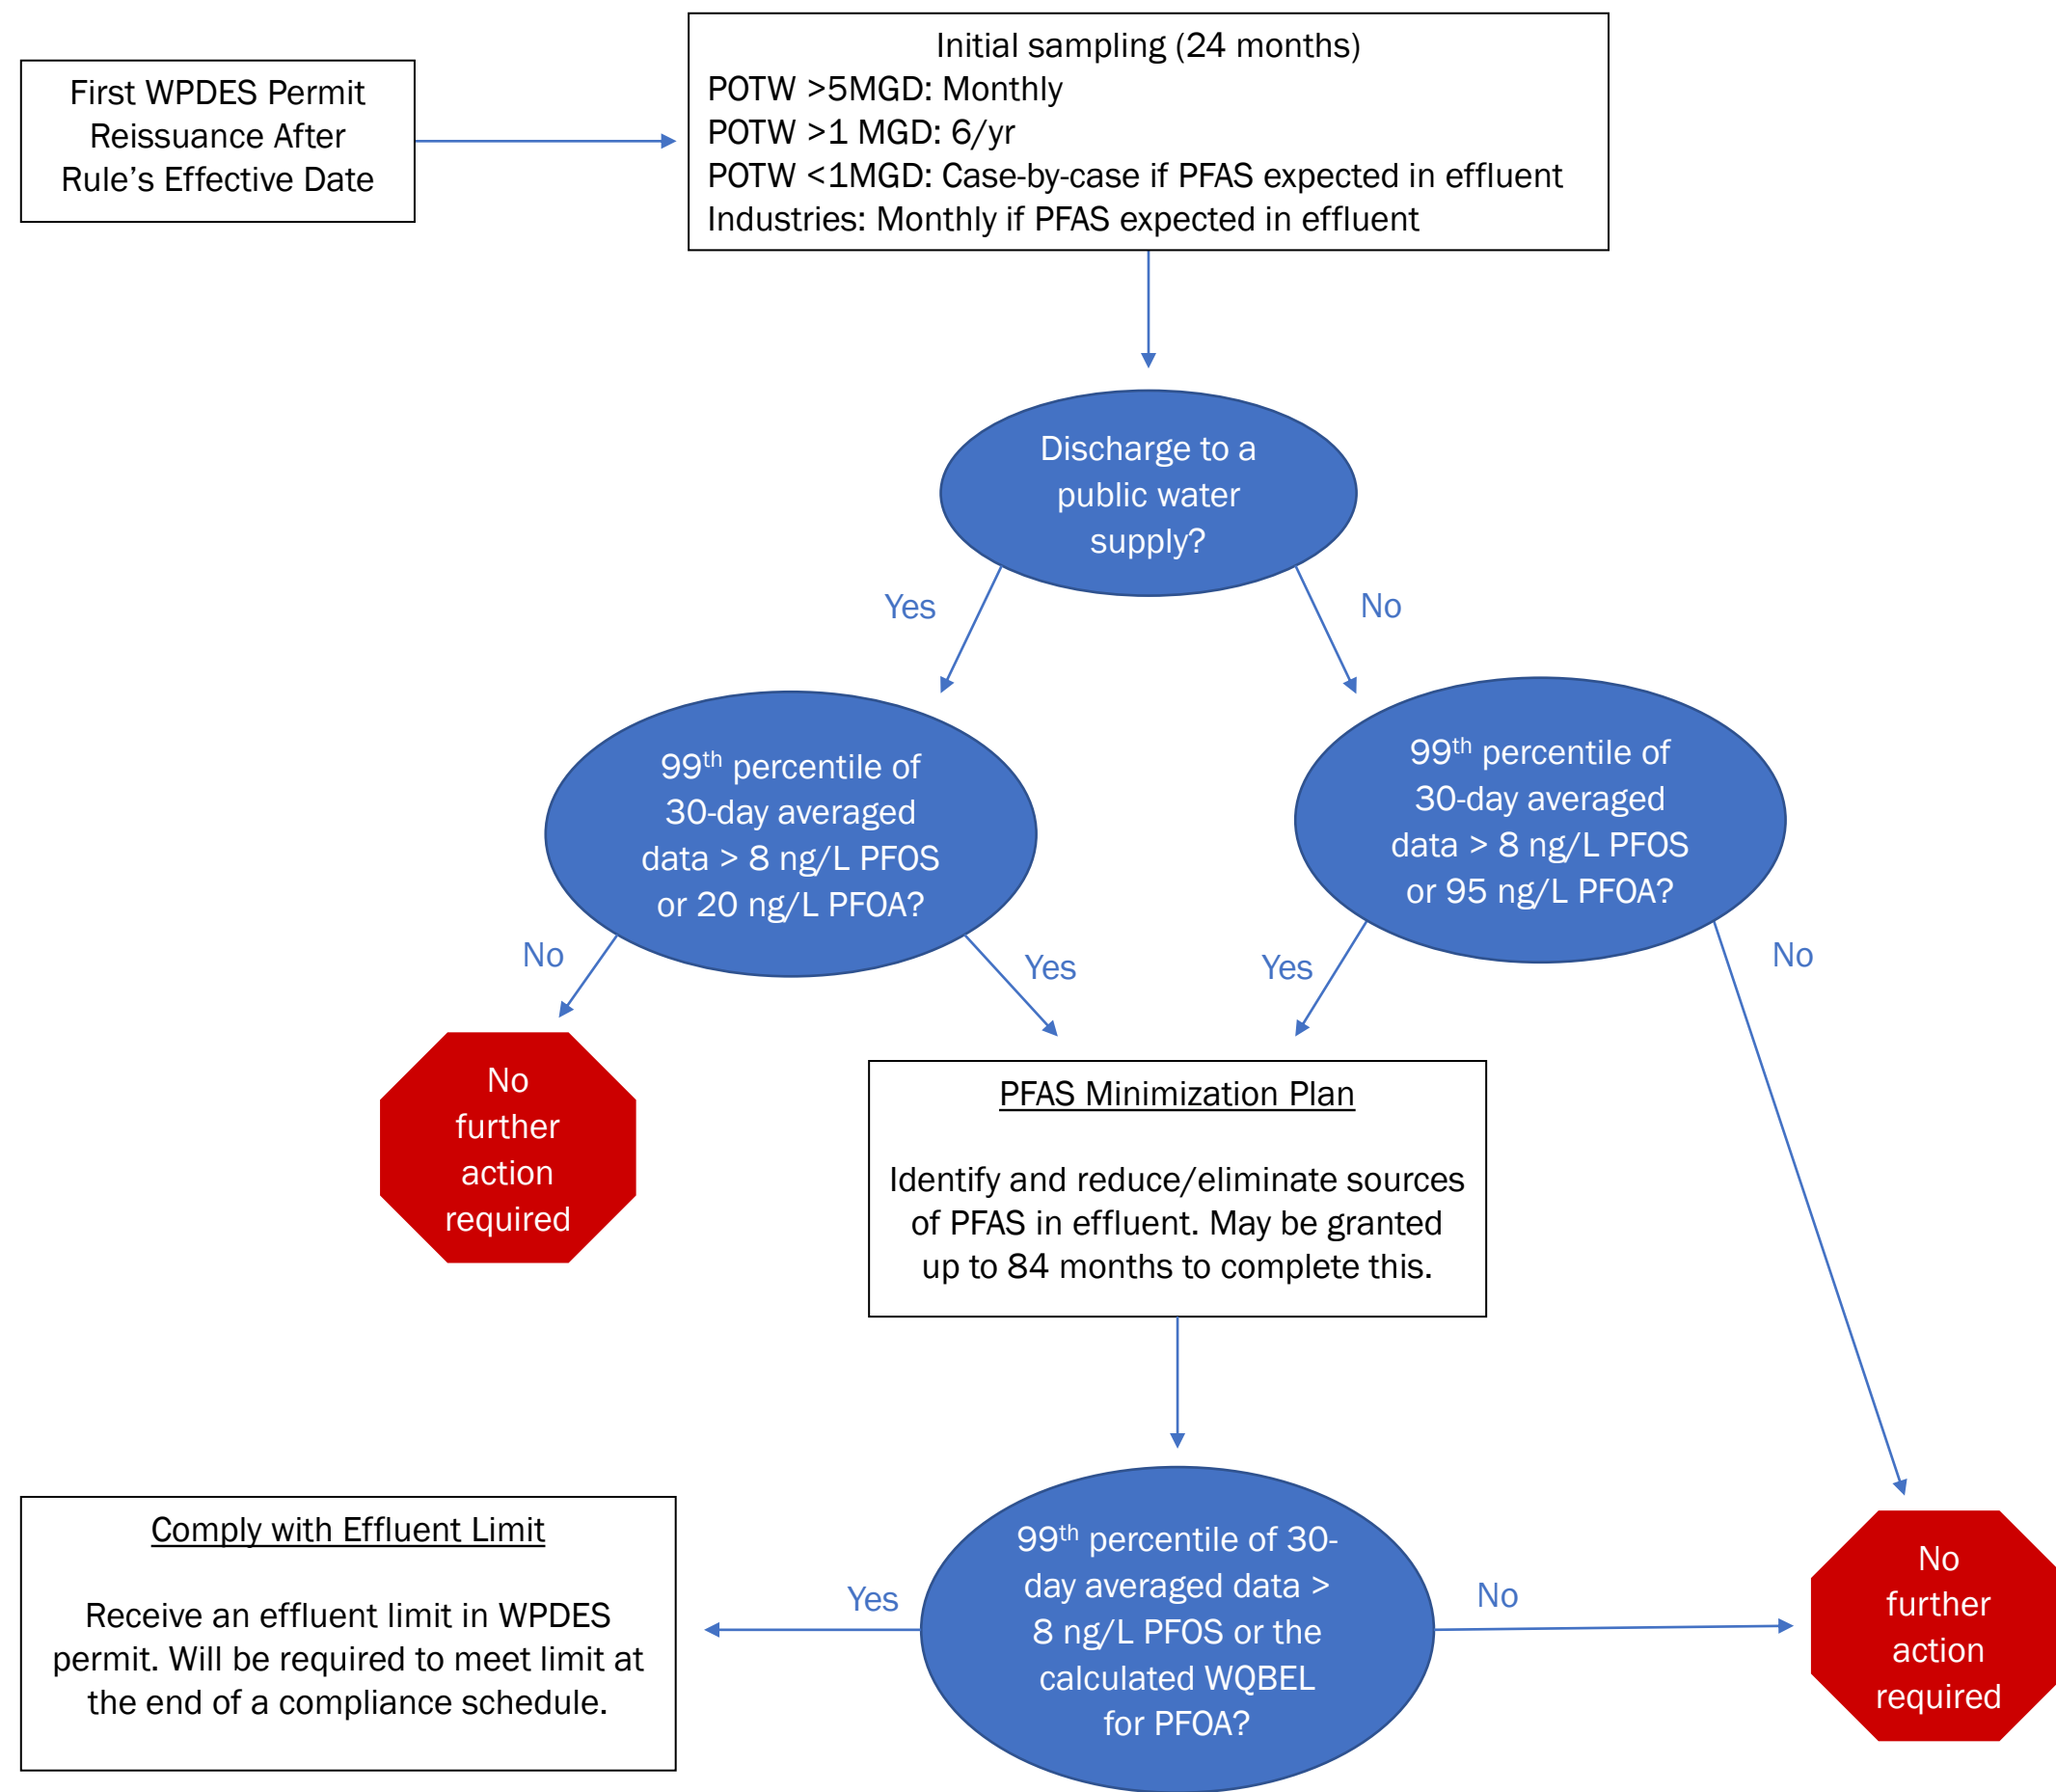 First WPDES Permit
Reissuance After
Rule's Effective Date
Initial sampling (24 months)
POTW >5MGD: Monthly
POTW >1 MGD: 6/yr
POTW <1MGD: Case-by-case if PFAS expected in effluent
Industries: Monthly if PFAS expected in effluent
Discharge to a
public water
supply?
Yes
No
99th percentile of
30-day averaged
data > 8 ng/L PFOS
or 20 ng/L PFOA?
99th percentile of
30-day averaged
data > 8 ng/L PFOS
or 95 ng/L PFOA?
No
Yes
Yes
No
No
further
action
required
PFAS Minimization Plan
Identify and reduce/eliminate sources
of PFAS in effluent. May be granted
up to 84 months to complete this.
Comply with Effluent Limit
Receive an effluent limit in WPDES
permit. Will be required to meet limit at
the end of a compliance schedule.
Yes
99th percentile of 30-
day averaged data >
8 ng/L PFOS or the
calculated WQBEL
for PFOA?
No
No
further
action
required